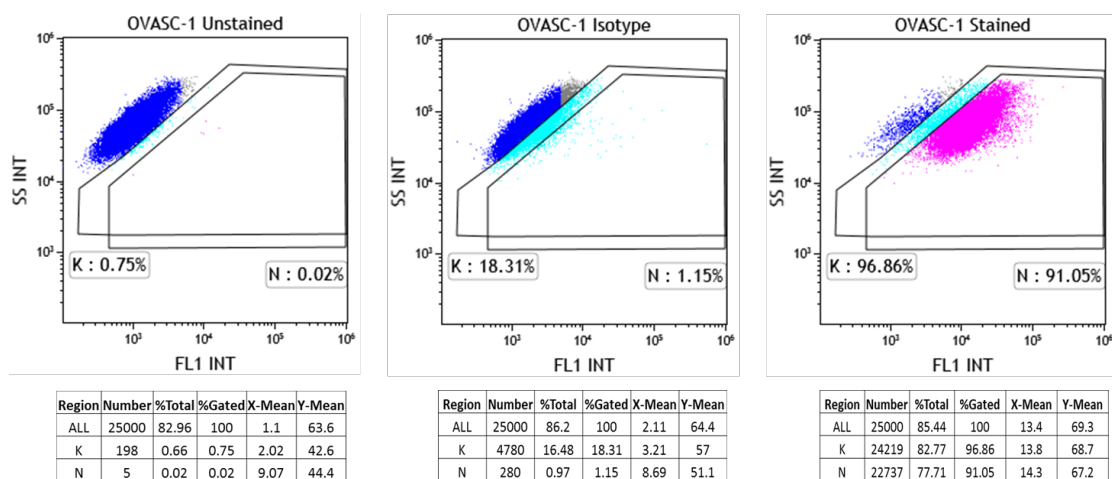 OVASC-1 Unstained
10⁶
10⁵
10⁴
10³
SS INT
K : 0.75%
N : 0.02%
10³ 10⁴ 10⁵ 10⁶
FL1 INT
OVASC-1 Isotype
10⁶
10⁵
10⁴
10³
SS INT
K : 18.31%
N : 1.15%
10³ 10⁴ 10⁵ 10⁶
FL1 INT
OVASC-1 Stained
10⁶
10⁵
10⁴
10³
SS INT
K : 96.86%
N : 91.05%
10³ 10⁴ 10⁵ 10⁶
FL1 INT
Region Number %Total %Gated X-Mean Y-Mean
ALL 25000 82.96 100 1.1 63.6
K 198 0.66 0.75 2.02 42.6
N 5 0.02 0.02 9.07 44.4
Region Number %Total %Gated X-Mean Y-Mean
ALL 25000 86.2 100 2.11 64.4
K 4780 16.48 18.31 3.21 57
N 280 0.97 1.15 8.69 51.1
Region Number %Total %Gated X-Mean Y-Mean
ALL 25000 85.44 100 13.4 69.3
K 24219 82.77 96.86 13.8 68.7
N 22737 77.71 91.05 14.3 67.2